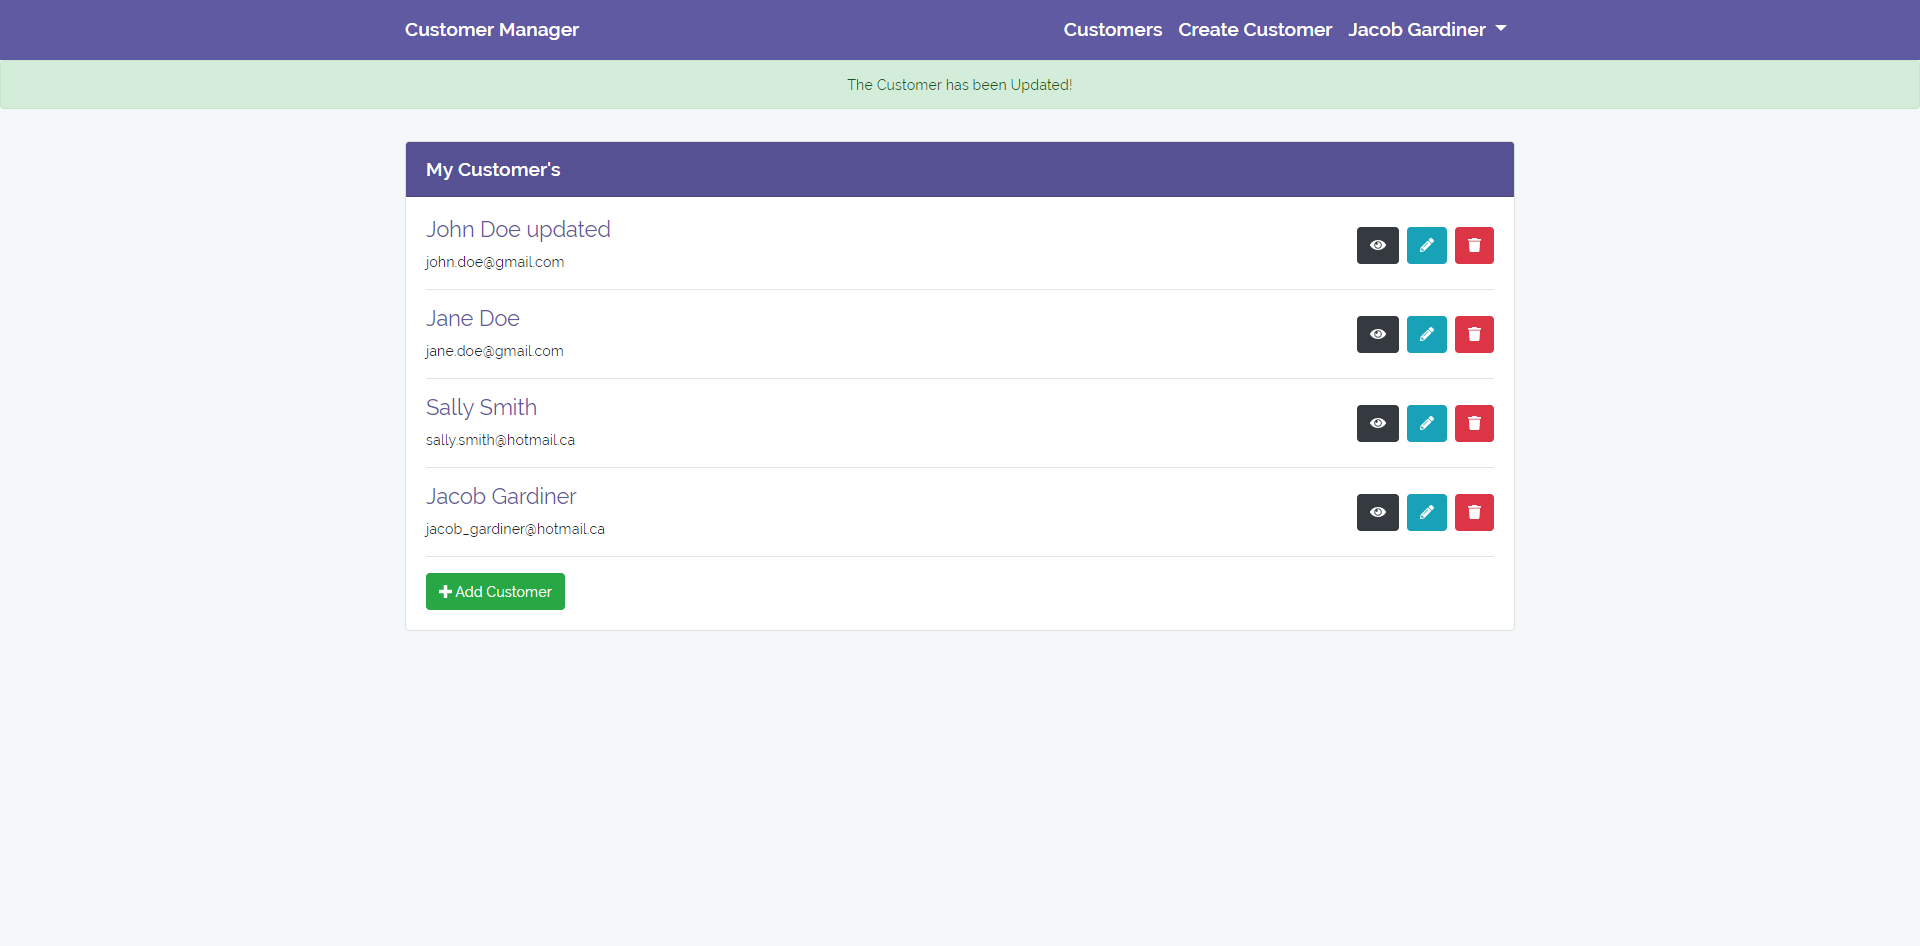 Customer Manager
Customers Create Customer Jacob Gardiner
The Customer has been Updated!
My Customer's
John Doe updated
john.doe@gmail.com
Jane Doe
jane.doe@gmail.com
Sally Smith
sally.smith@hotmail.ca
Jacob Gardiner
jacob_gardiner@hotmail.ca
Add Customer